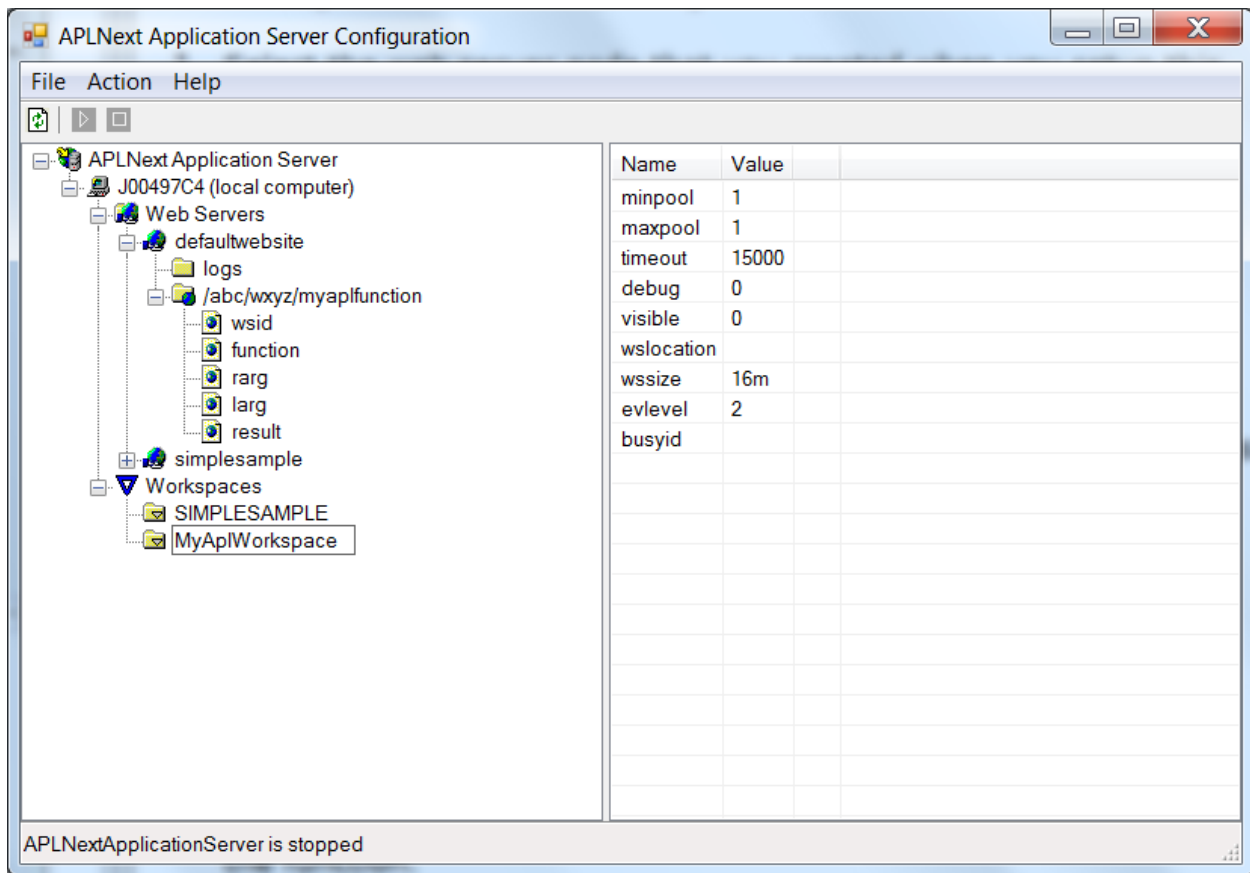 APLNext Application Server Configuration
File Action Help
APLNext Application Server
J00497C4 (local computer)
Web Servers
defaultwebsite
logs
/abc/wxyz/myaplfunction
wsid
function
rarg
larg
result
simplesample
Workspaces
SIMPLESAMPLE
MyAplWorkspace
Name Value
minpool 1
maxpool 1
timeout 15000
debug 0
visible 0
wslocation
wssize 16m
evlevel 2
busyid
APLNextApplicationServer is stopped